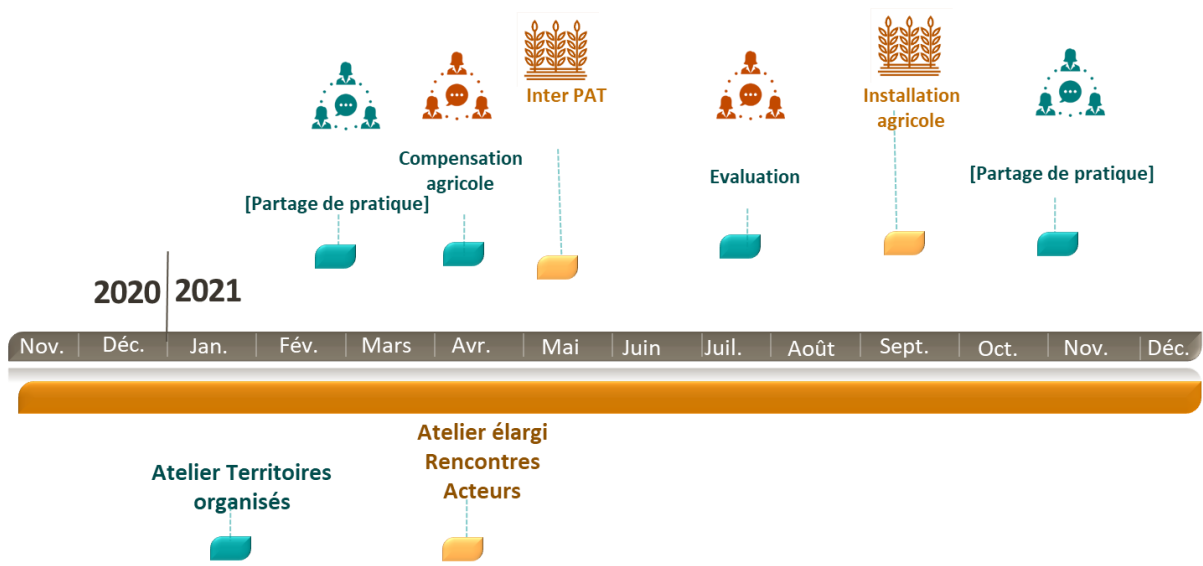 Inter PAT
Installation
agricole
Compensation
agricole
Evaluation
[Partage de pratique]
[Partage de pratique]
2020
2021
Nov.
Déc.
Jan.
Fév.
Mars
Avr.
Mai
Juin
Juil.
Août
Sept.
Oct.
Nov.
Déc.
Atelier élargi
Rencontres
Acteurs
Atelier Territoires
organisés